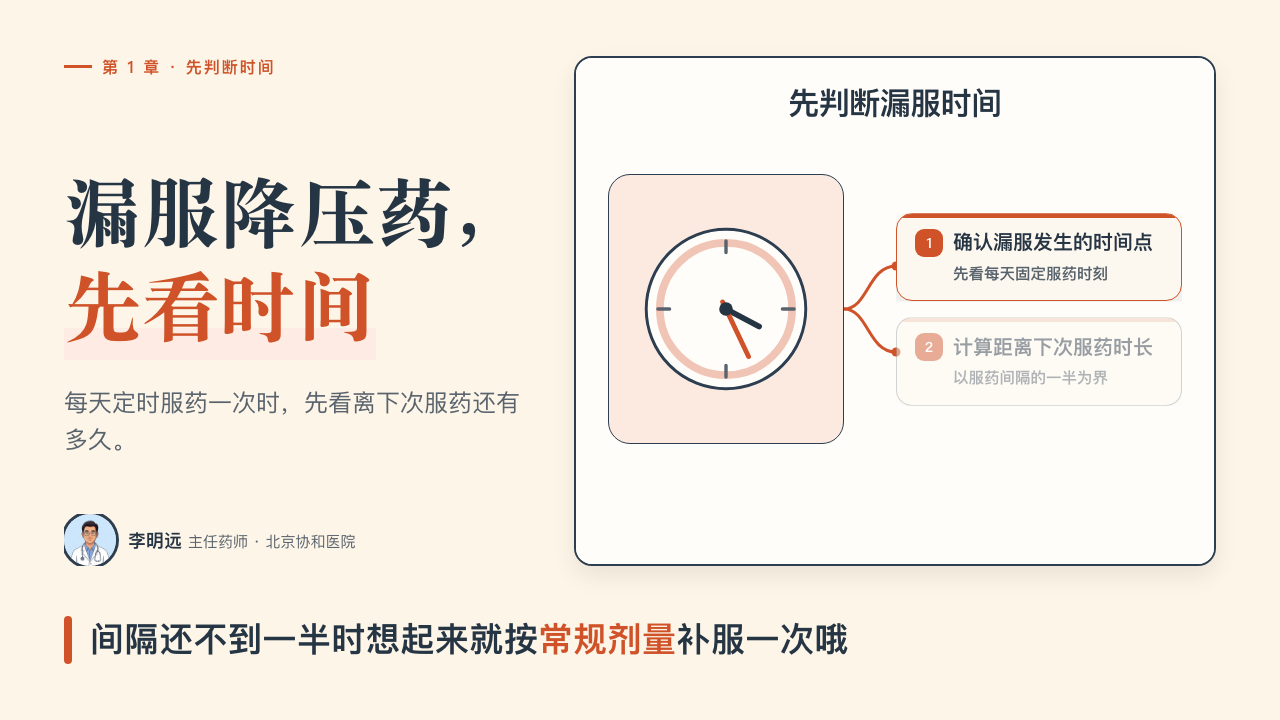 第 1 章 · 先判断时间
漏服降压药，
先看时间
每天定时服药一次时，先看离下次服药还有
多久。
李明远 主任药师 · 北京协和医院
先判断漏服时间
1 确认漏服发生的时间点
先看每天固定服药时刻
2 计算距离下次服药时长
以服药间隔的一半为界
间隔还不到一半时想起来就按常规剂量补服一次哦